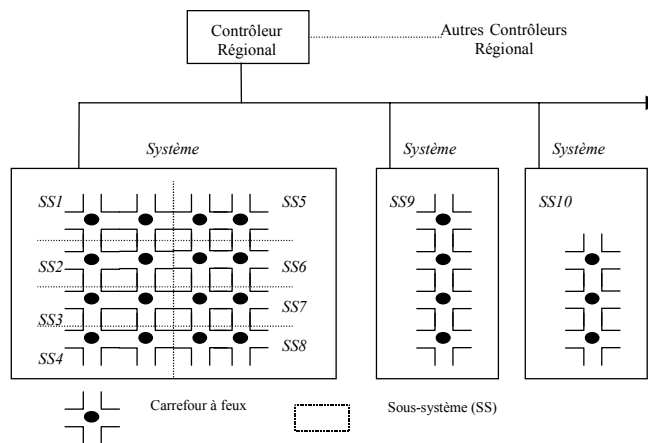 Contrôleur
Régional
Autres Contrôleurs
Régional
Système
Système
Système
SS1
SS5
SS9
SS10
SS2
SS6
SS3
SS7
SS4
SS8
Carrefour à feux
Sous-système (SS)